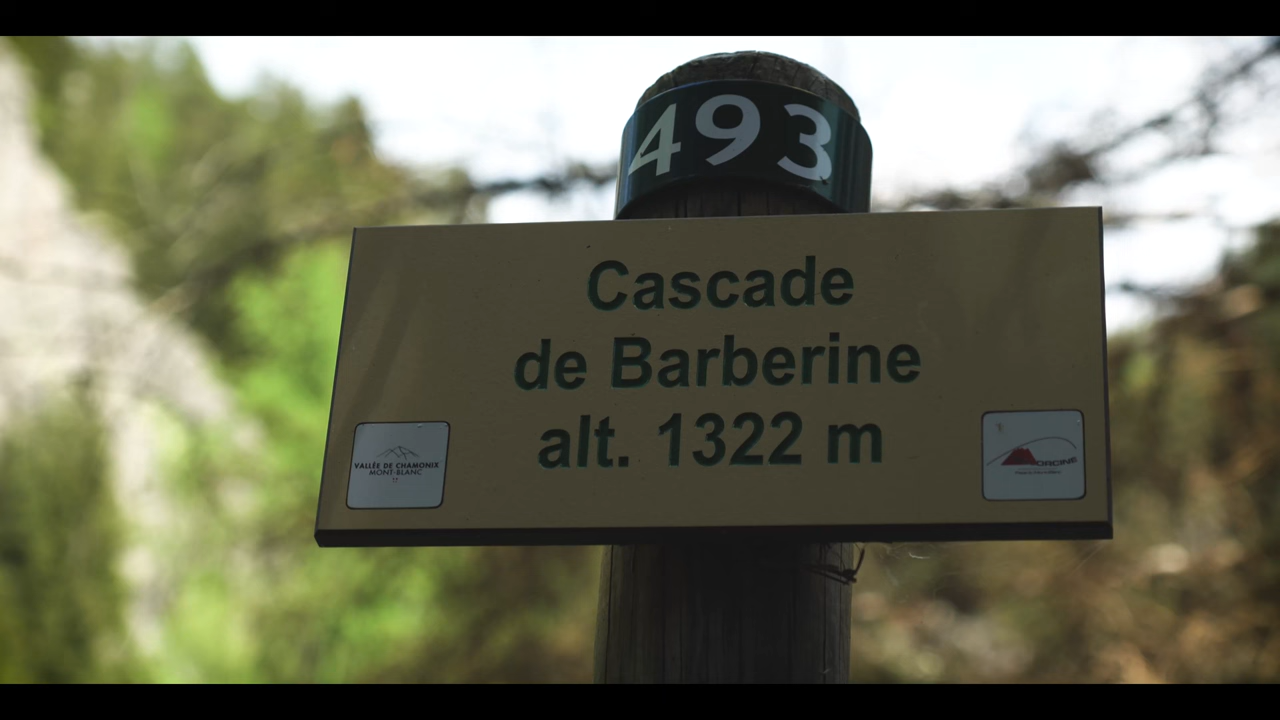 493
Cascade
de Barberine
alt. 1322 m
VALLÉE DE CHAMONIX
MONT-BLANC